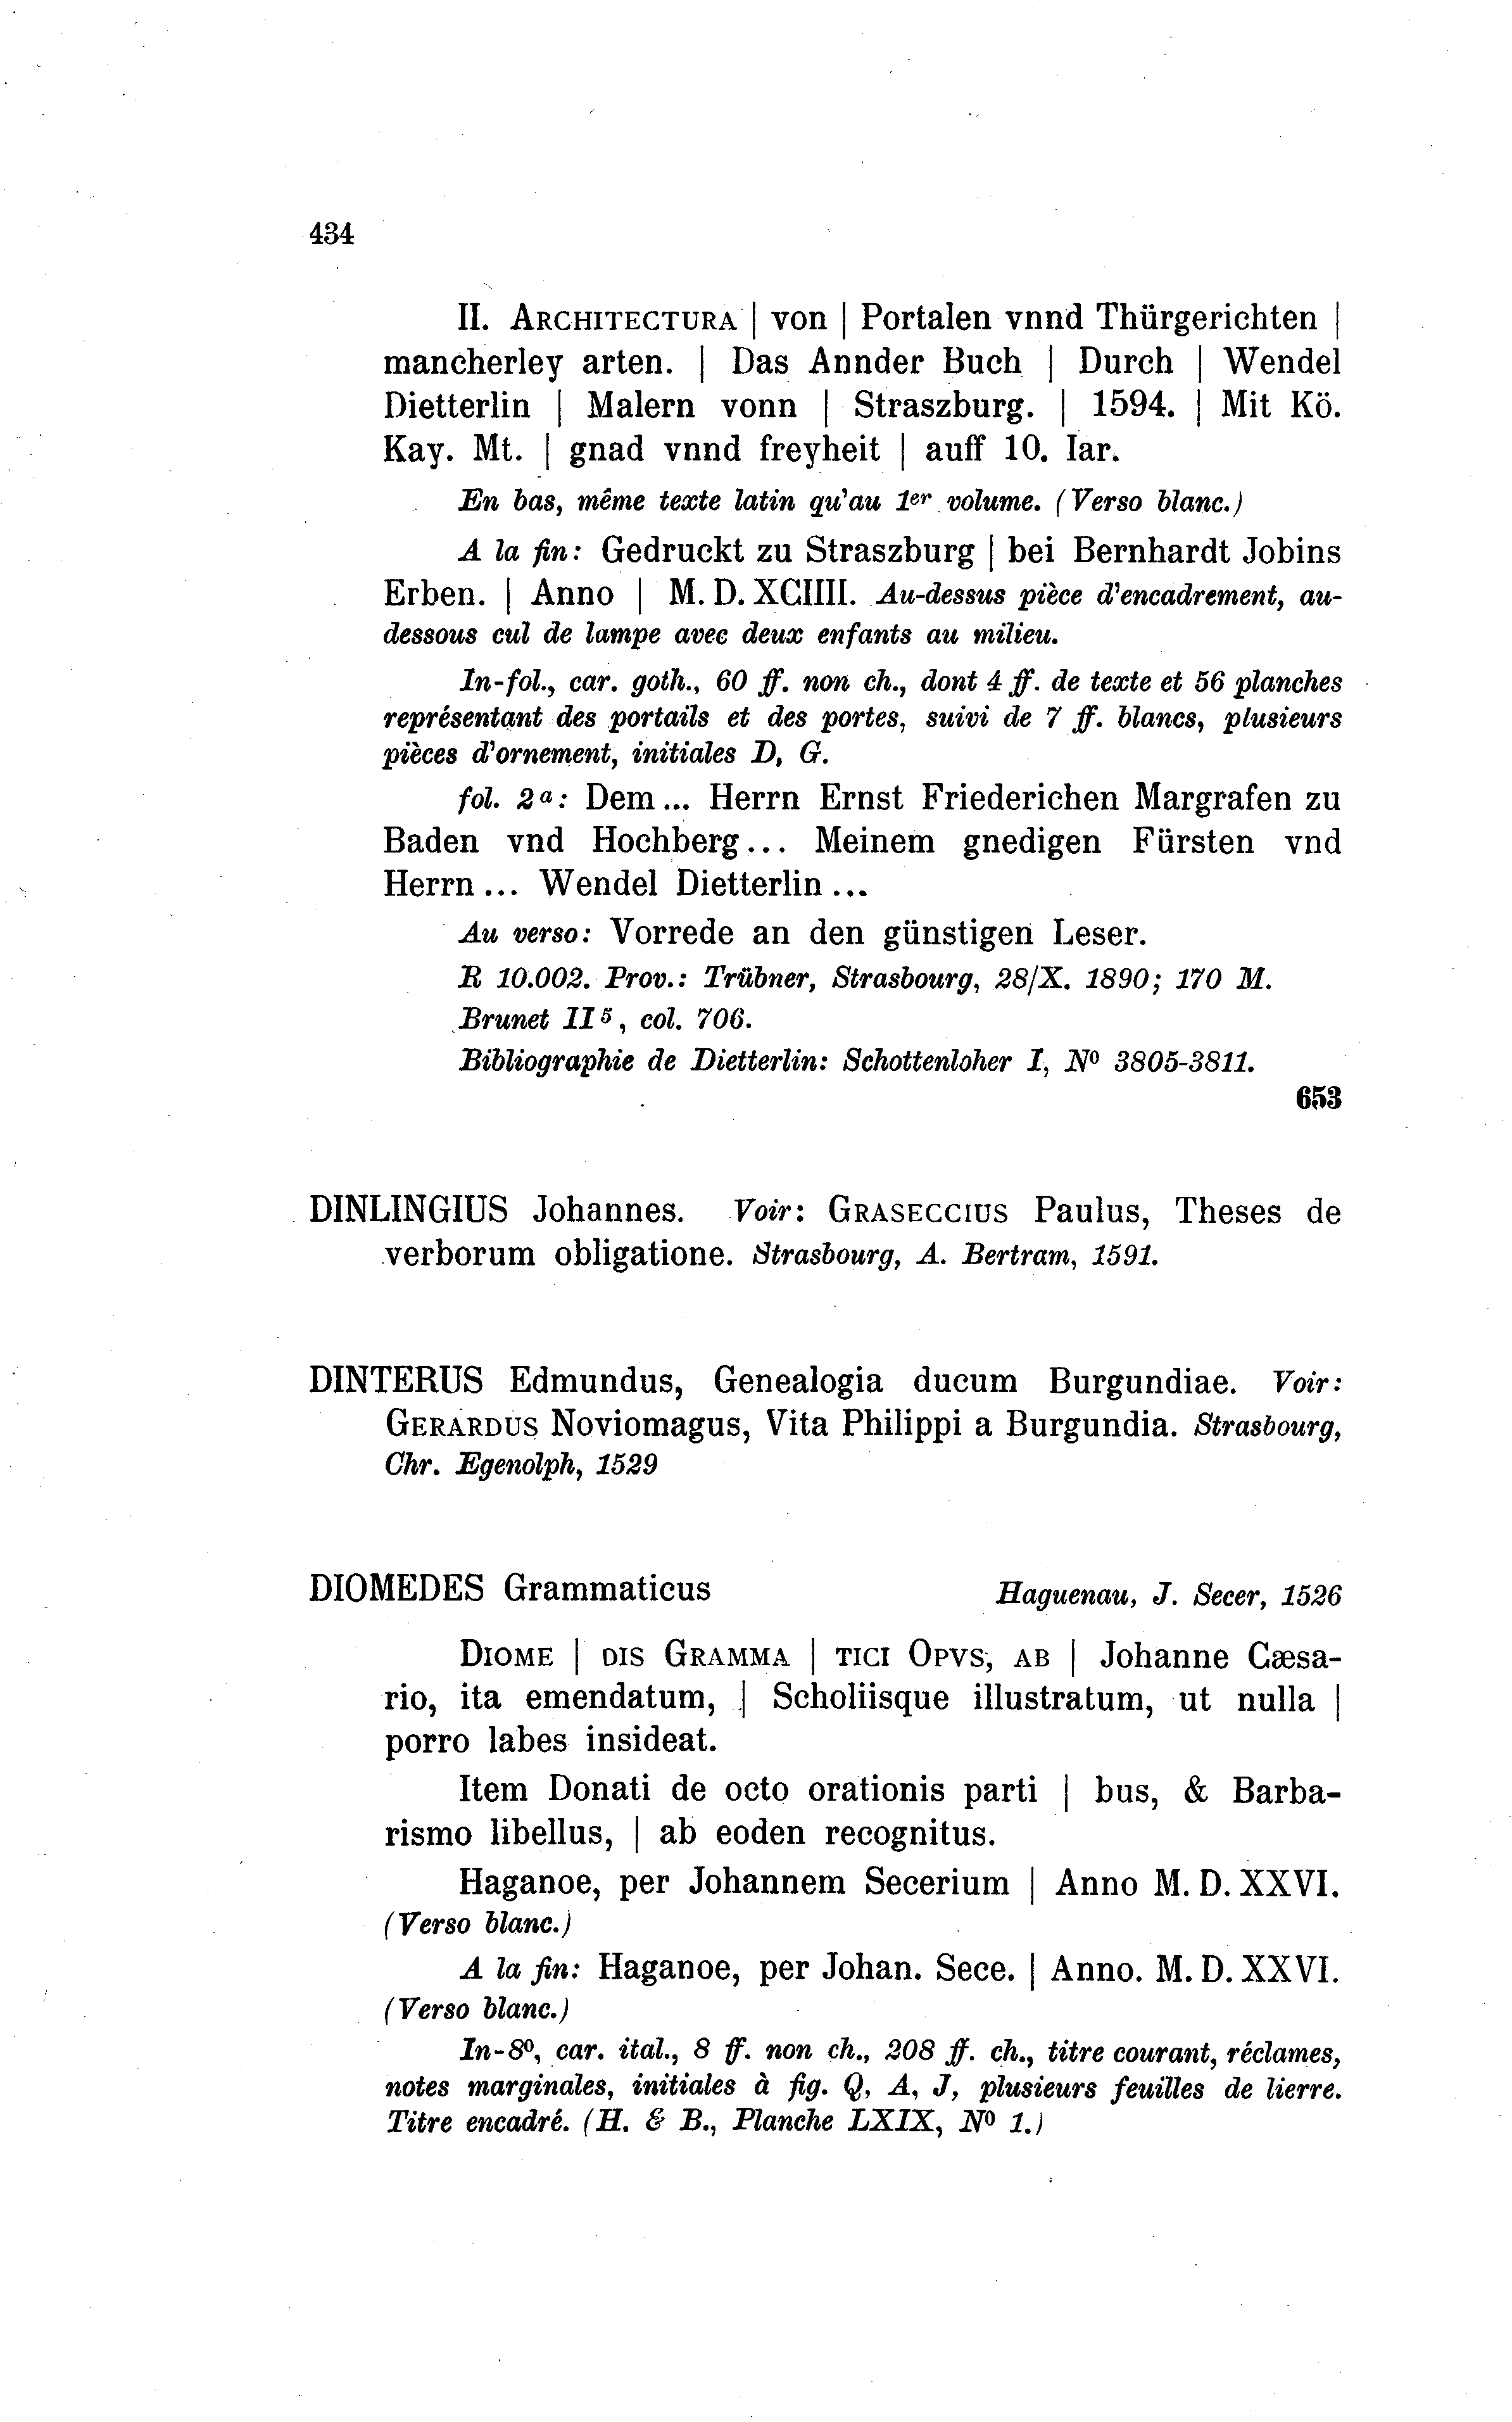 434
II. ARCHITECTURA | von | Portalen vnnd Thürgerichten |
mancherley arten. | Das Annder Buch | Durch | Wendel
Dietterlin | Malern vonn | Straszburg. | 1594. | Mit Kö.
Kay. Mt. | gnad vnnd freyheit | auff 10. Iar.
En bas, même texte latin qu'au 1er volume. (Verso blanc.)
A la fin: Gedruckt zu Straszburg | bei Bernhardt Jobins
Erben. | Anno | M. D. XCIIII. Au-dessus pièce d'encadrement, au-
dessous cul de lampe avec deux enfants au milieu.
In-fol., car. goth., 60 ff. non ch., dont 4 ff. de texte et 56 planches
représentant des portails et des portes, suivi de 7 ff. blancs, plusieurs
pièces d'ornement, initiales D, G.
fol. 2a: Dem... Herrn Ernst Friederichen Margrafen zu
Baden vnd Hochberg... Meinem gnedigen Fürsten vnd
Herrn... Wendel Dietterlin...
Au verso: Vorrede an den günstigen Leser.
R 10.002. Prov.: Trübner, Strasbourg, 28/X. 1890; 170 M.
Brunet II5, col. 706.
Bibliographie de Dietterlin: Schottenloher I, No 3805-3811.
653
DINLINGIUS Johannes. Voir: GRASECCIUS Paulus, Theses de
verborum obligatione. Strasbourg, A. Bertram, 1591.
DINTERUS Edmundus, Genealogia ducum Burgundiae. Voir:
GERARDUS Noviomagus, Vita Philippi a Burgundia. Strasbourg,
Chr. Egenolph, 1529
DIOMEDES Grammaticus Haguenau, J. Secer, 1526
DIOME | DIS GRAMMA | TICI OPVS, AB | Johanne Cæsa-
rio, ita emendatum, | Scholiisque illustratum, ut nulla |
porro labes insideat.
Item Donati de octo orationis parti | bus, & Barba-
rismo libellus, | ab eoden recognitus.
Haganoe, per Johannem Secerium | Anno M. D. XXVI.
(Verso blanc.)
A la fin: Haganoe, per Johan. Sece. | Anno. M. D. XXVI.
(Verso blanc.)
In-8o, car. ital., 8 ff. non ch., 208 ff. ch., titre courant, réclames,
notes marginales, initiales à fig. Q, A, J, plusieurs feuilles de lierre.
Titre encadré. (H. & B., Planche LXIX, No 1.)